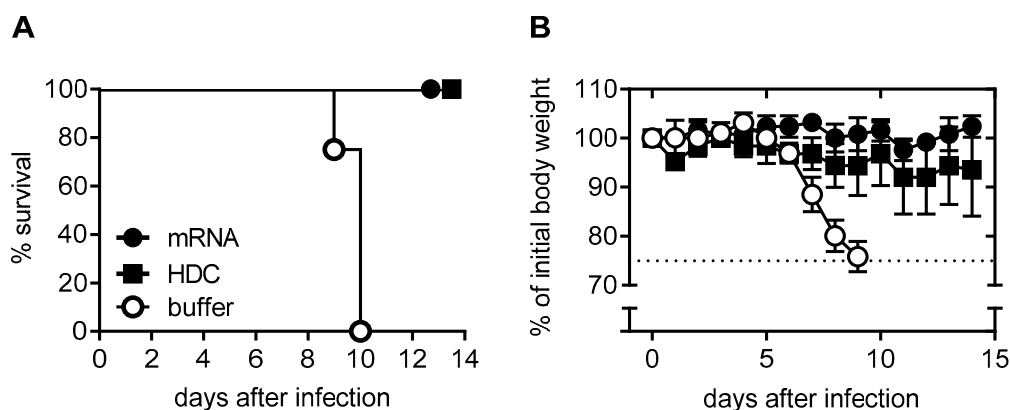 A
% survival
100
80
60
40
20
0
mRNA
HDC
buffer
0 2 4 6 8 10 12 14
days after infection
B
% of initial body weight
110
100
90
80
70
0 5 10 15
days after infection